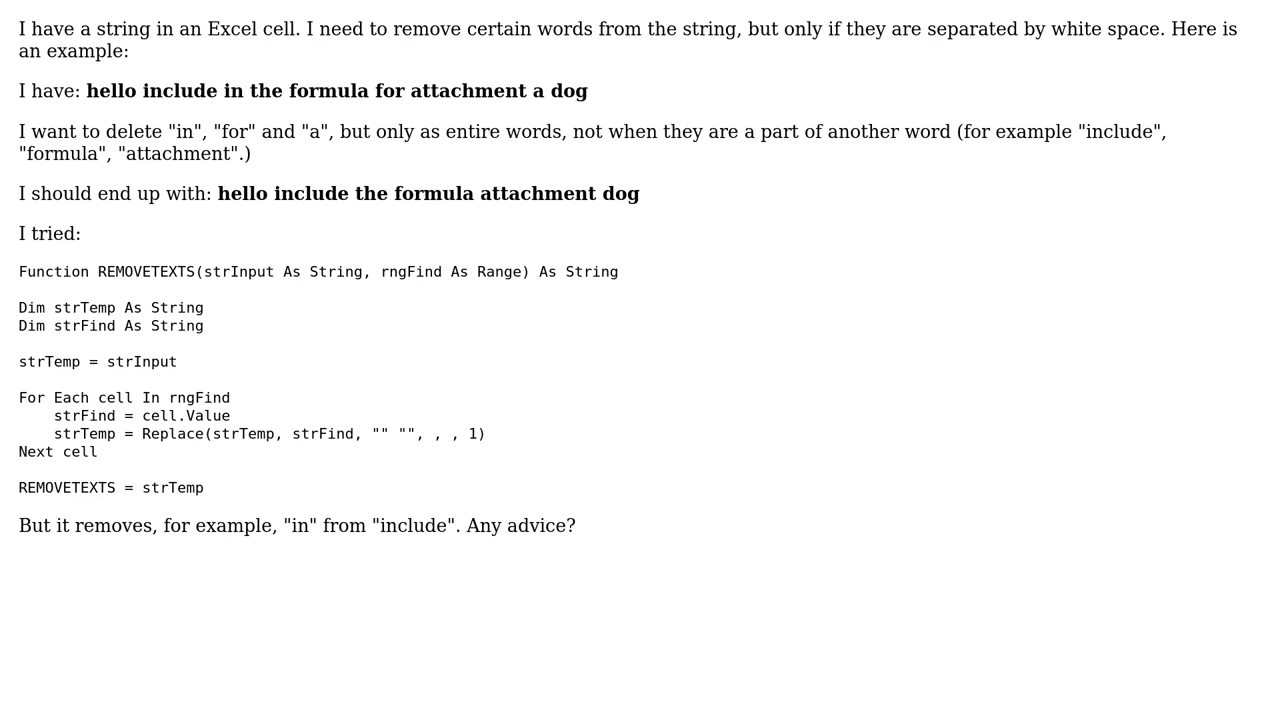 I have a string in an Excel cell. I need to remove certain words from the string, but only if they are separated by white space. Here is
an example:
I have: hello include in the formula for attachment a dog
I want to delete "in", "for" and "a", but only as entire words, not when they are a part of another word (for example "include",
"formula", "attachment".)
I should end up with: hello include the formula attachment dog
I tried:
Function REMOVETEXTS(strInput As String, rngFind As Range) As String
Dim strTemp As String
Dim strFind As String
strTemp = strInput
For Each cell In rngFind
    strFind = cell.Value
    strTemp = Replace(strTemp, strFind, "" "", , , 1)
Next cell
REMOVETEXTS = strTemp
But it removes, for example, "in" from "include". Any advice?